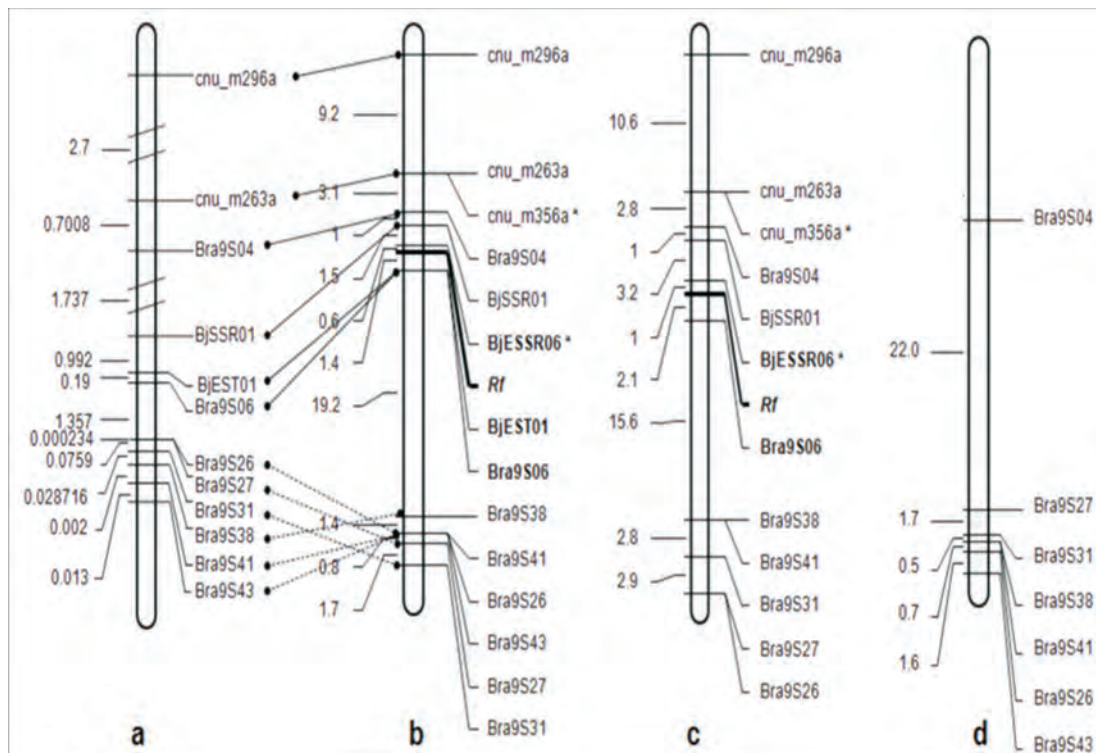 cnu_m296a
2.7
cnu_m263a
0.7008
Bra9S04
1.737
BjSSR01
0.992
BjEST01
0.19
Bra9S06
1.357
0.000234
Bra9S26
0.0759
Bra9S27
0.028716
Bra9S31
0.002
Bra9S38
Bra9S41
0.013
Bra9S43
a
cnu_m296a
9.2
cnu_m263a
3.1
cnu_m356a *
1
Bra9S04
1.5
BjSSR01
0.6
BjESSR06 *
1.4
Rf
19.2
BjEST01
Bra9S06
Bra9S38
1.4
Bra9S41
0.8
Bra9S26
1.7
Bra9S43
Bra9S27
Bra9S31
b
cnu_m296a
10.6
cnu_m263a
2.8
cnu_m356a *
1
Bra9S04
3.2
BjSSR01
1
BjESSR06 *
2.1
Rf
15.6
Bra9S06
Bra9S38
2.8
Bra9S41
2.9
Bra9S31
Bra9S27
Bra9S26
c
Bra9S04
22.0
Bra9S27
1.7
Bra9S31
0.5
Bra9S38
0.7
Bra9S41
1.6
Bra9S26
Bra9S43
d